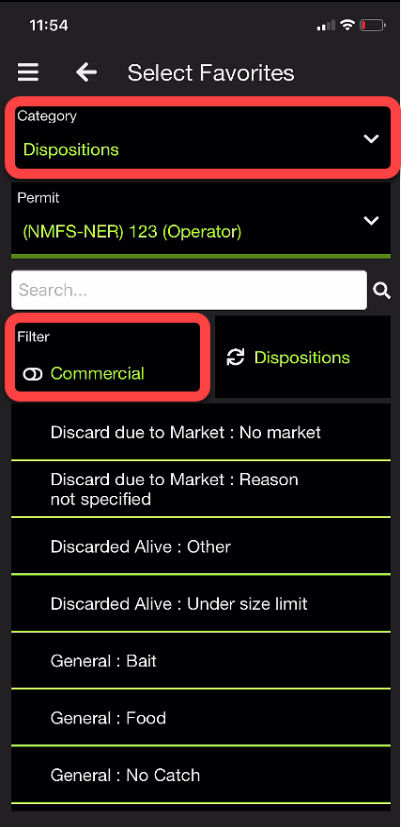 11:54
Select Favorites
Category
Dispositions
Permit
(NMFS-NER) 123 (Operator)
Search...
Filter
Commercial
Dispositions
Discard due to Market : No market
Discard due to Market : Reason
not specified
Discarded Alive : Other
Discarded Alive : Under size limit
General : Bait
General : Food
General : No Catch